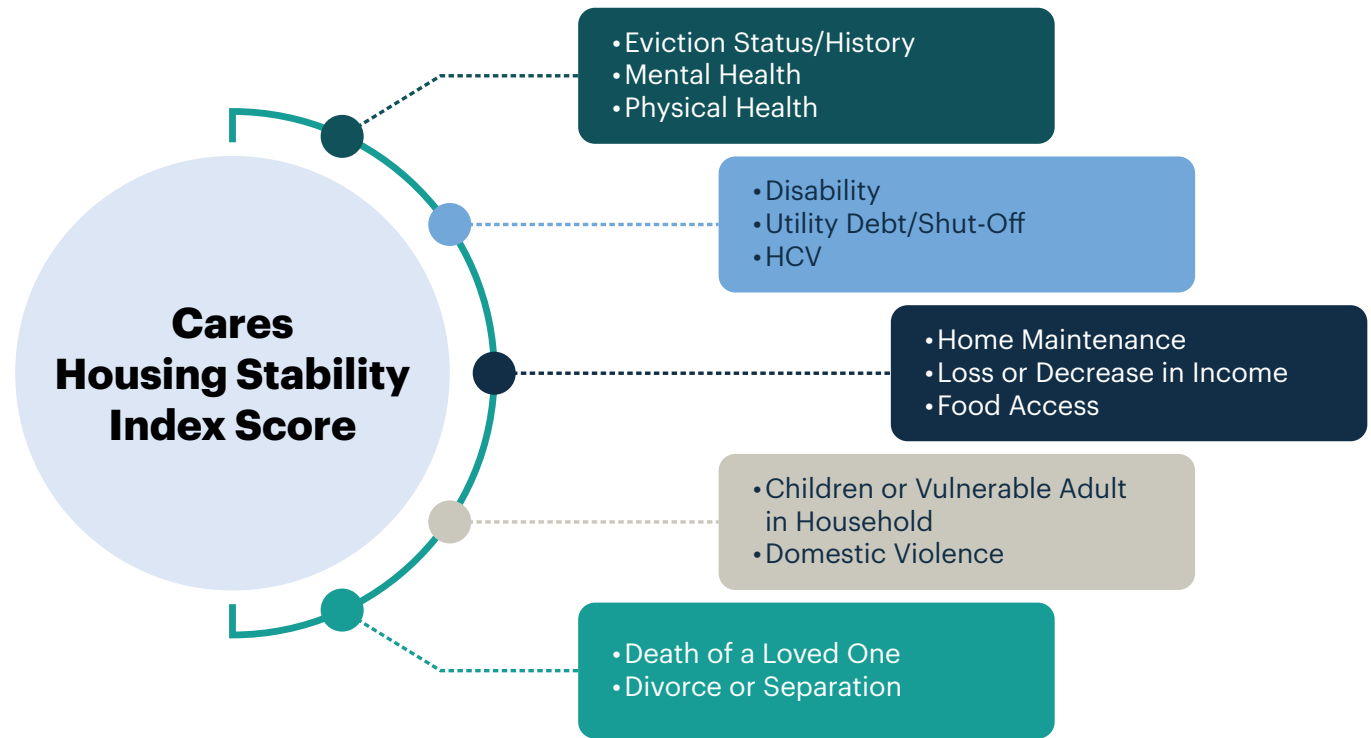 Cares
Housing Stability
Index Score
•Eviction Status/History
•Mental Health
•Physical Health
•Disability
•Utility Debt/Shut-Off
•HCV
•Home Maintenance
•Loss or Decrease in Income
•Food Access
•Children or Vulnerable Adult
in Household
•Domestic Violence
•Death of a Loved One
•Divorce or Separation